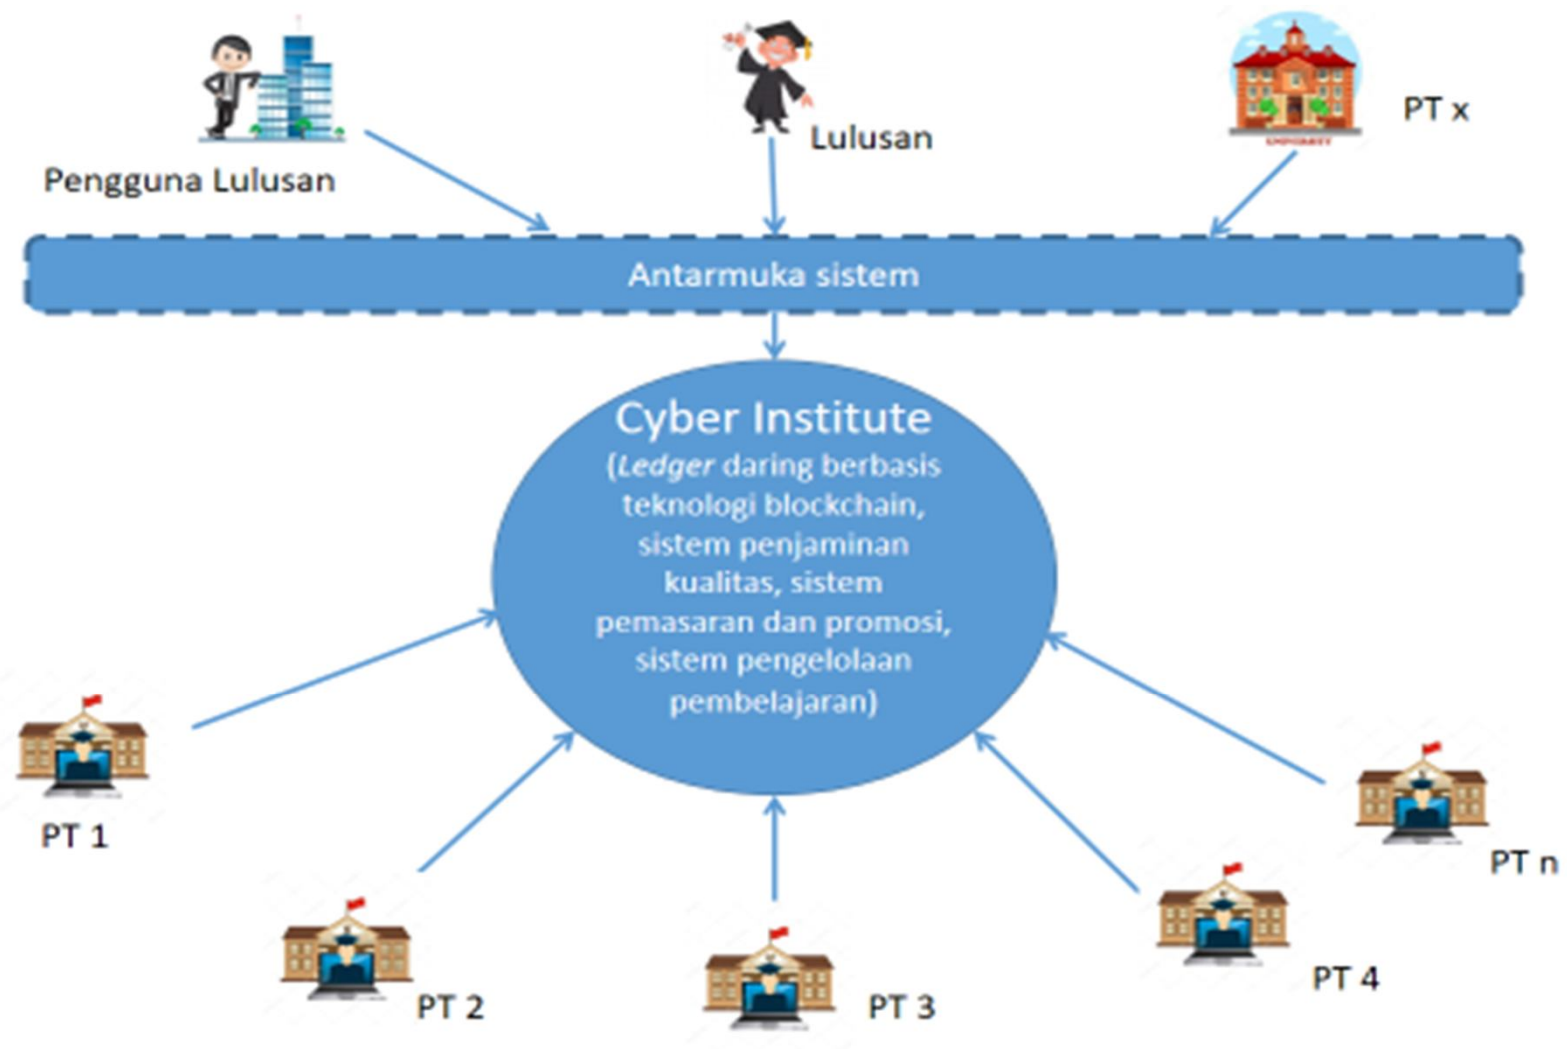 PT x
Lulusan
Pengguna Lulusan
UNIVERSITY
Antarmuka sistem
Cyber Institute
(Ledger daring berbasis
teknologi blockchain,
sistem penjaminan
kualitas, sistem
pemasaran dan promosi,
sistem pengelolaan
pembelajaran)
PT 1
PT n
PT 2
PT 3
PT 4